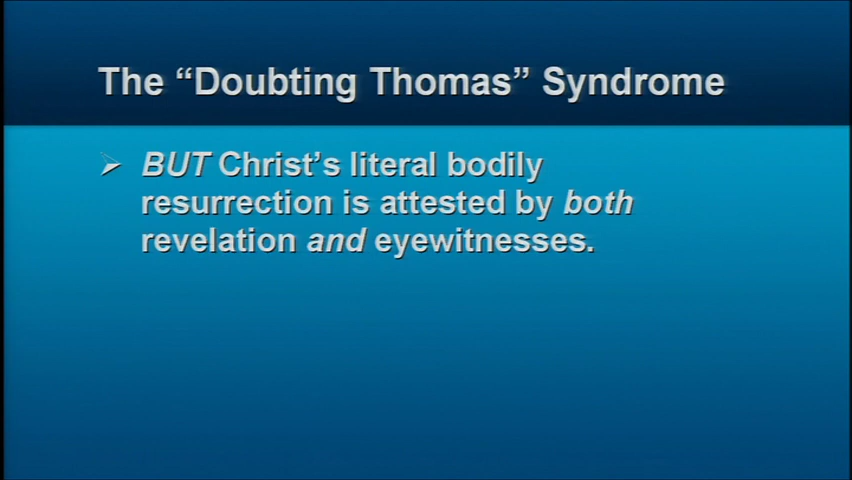 The “Doubting Thomas” Syndrome
BUT Christ’s literal bodily
resurrection is attested by both
revelation and eyewitnesses.